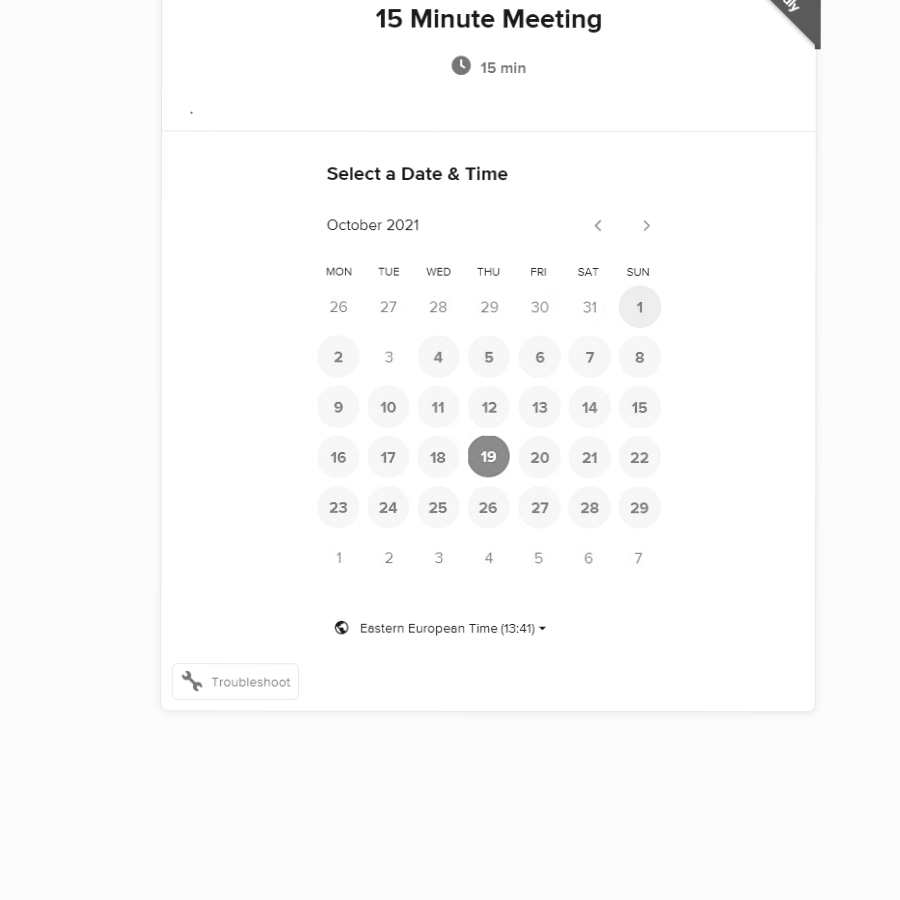 15 Minute Meeting
15 min
.
Select a Date & Time
October 2021
MON TUE WED THU FRI SAT SUN
26 27 28 29 30 31 1
2 3 4 5 6 7 8
9 10 11 12 13 14 15
16 17 18 19 20 21 22
23 24 25 26 27 28 29
1 2 3 4 5 6 7
Eastern European Time (13:41)
Troubleshoot